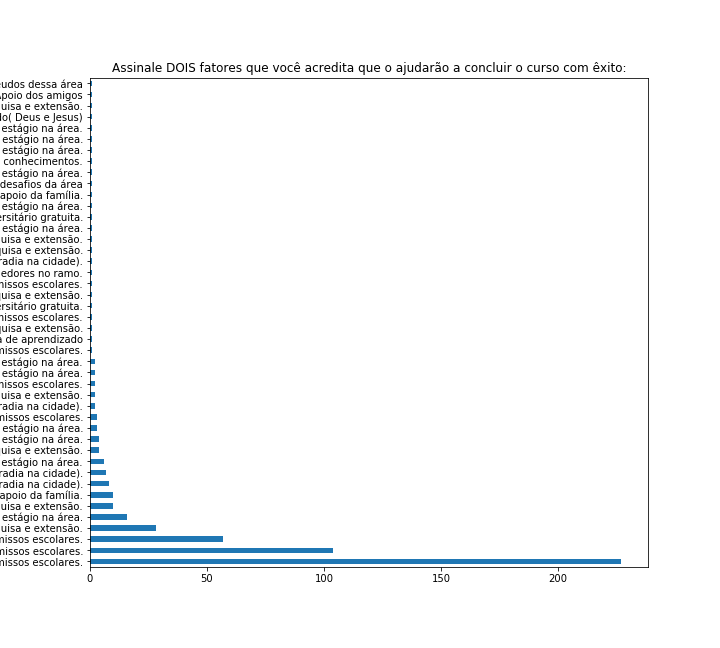 Assinale DOIS fatores que você acredita que o ajudarão a concluir o curso com êxito:
dessa área
poio dos amigos
uisa e extensão.
( Deus e Jesus)
estágio na área.
estágio na área.
estágio na área.
conhecimentos.
estágio na área.
desafios da área
apoio da família.
estágio na área.
ersitário gratuita.
estágio na área.
uisa e extensão.
uisa e extensão.
radia na cidade).
edores no ramo.
missos escolares.
uisa e extensão.
ersitário gratuita.
missos escolares.
uisa e extensão.
de aprendizado
missos escolares.
estágio na área.
estágio na área.
missos escolares.
uisa e extensão.
radia na cidade).
missos escolares.
estágio na área.
estágio na área.
uisa e extensão.
estágio na área.
radia na cidade).
radia na cidade).
apoio da família.
uisa e extensão.
estágio na área.
uisa e extensão.
missos escolares.
missos escolares.
missos escolares.
0 50 100 150 200